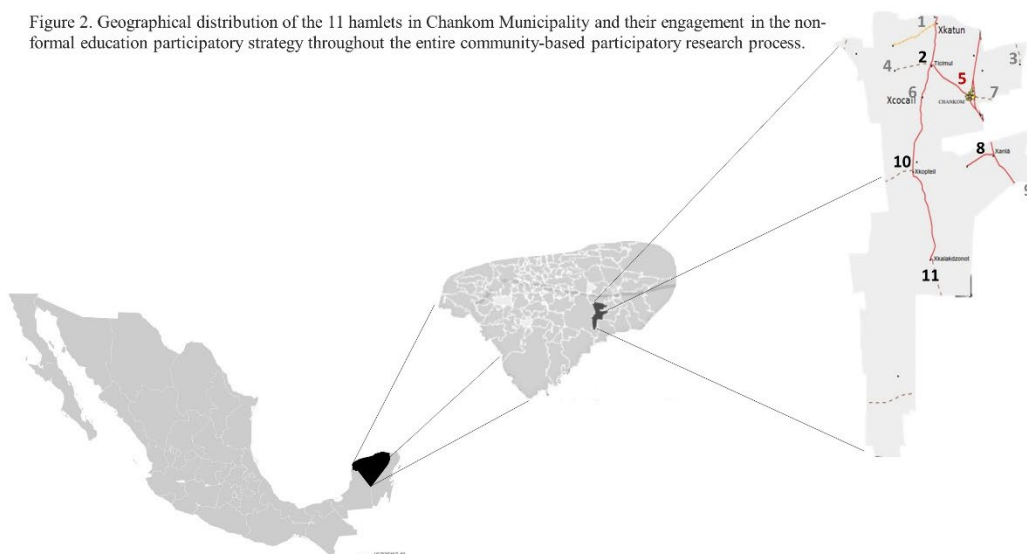 Figure 2. Geographical distribution of the 11 hamlets in Chankom Municipality and their engagement in the non-
formal education participatory strategy throughout the entire community-based participatory research process.
1
Xkatun
2
Ticimul
3
4
5
6
Xcocail
CHANKOM
7
8
Xanlá
10
Xkopteil
9
Xkalakdzonot
11